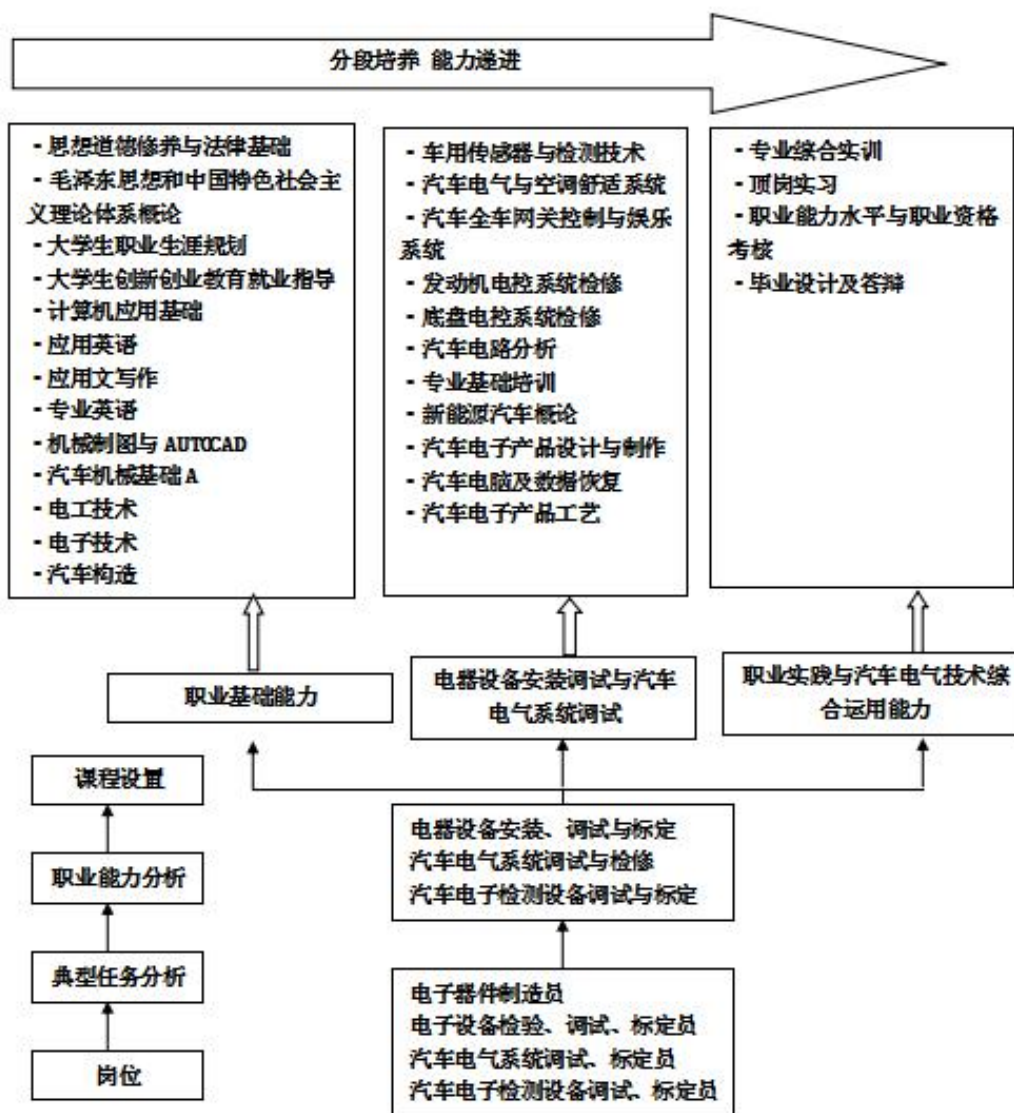 分段培养 能力递进
- 思想道德修养与法律基础
- 毛泽东思想和中国特色社会主
义理论体系概论
- 大学生职业生涯规划
- 大学生创新创业教育就业指导
- 计算机应用基础
- 应用英语
- 应用文写作
- 专业英语
- 机械制图与 AUTOCAD
- 汽车机械基础 A
- 电工技术
- 电子技术
- 汽车构造
- 车用传感器与检测技术
- 汽车电气与空调舒适系统
- 汽车全车网关控制与娱乐
系统
- 发动机电控系统检修
- 底盘电控系统检修
- 汽车电路分析
- 专业基础培训
- 新能源汽车概论
- 汽车电子产品设计与制作
- 汽车电脑及数据恢复
- 汽车电子产品工艺
- 专业综合实训
- 顶岗实习
- 职业能力水平与职业资格
考核
- 毕业设计及答辩
职业基础能力
电器设备安装调试与汽车
电气系统调试
职业实践与汽车电气技术综
合运用能力
课程设置
职业能力分析
典型任务分析
岗位
电器设备安装、调试与标定
汽车电气系统调试与检修
汽车电子检测设备调试与标定
电子器件制造员
电子设备检验、调试、标定员
汽车电气系统调试、标定员
汽车电子检测设备调试、标定员